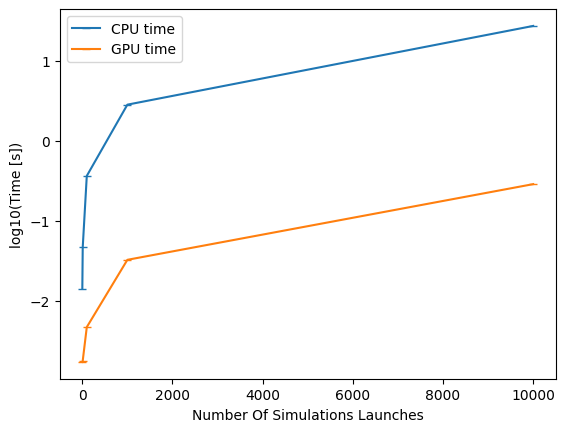 CPU time
GPU time
1
0
−1
−2
log10(Time [s])
0
2000
4000
6000
8000
10000
Number Of Simulations Launches